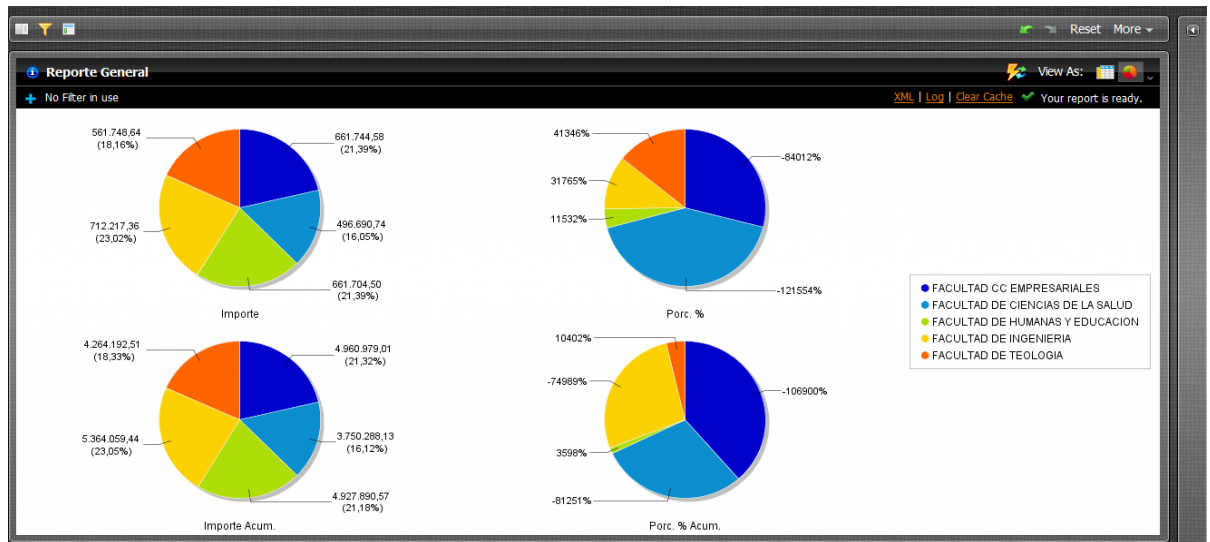 Reset More
Reporte General
View As:
No Filter in use
XML | Log | Clear Cache Your report is ready.
561.748,64
(18,16%)
661.744,58
(21,39%)
712.217,36
(23,02%)
496.690,74
(16,05%)
661.704,50
(21,39%)
Importe
41346%
-84012%
31765%
11532%
-121554%
Porc. %
4.264.192,51
(18,33%)
4.960.979,01
(21,32%)
5.364.059,44
(23,05%)
3.750.288,13
(16,12%)
4.927.890,57
(21,18%)
Importe Acum.
10402%
-74989%
-106900%
3598%
-81251%
Porc. % Acum.
FACULTAD CC EMPRESARIALES
FACULTAD DE CIENCIAS DE LA SALUD
FACULTAD DE HUMANAS Y EDUCACION
FACULTAD DE INGENIERIA
FACULTAD DE TEOLOGIA